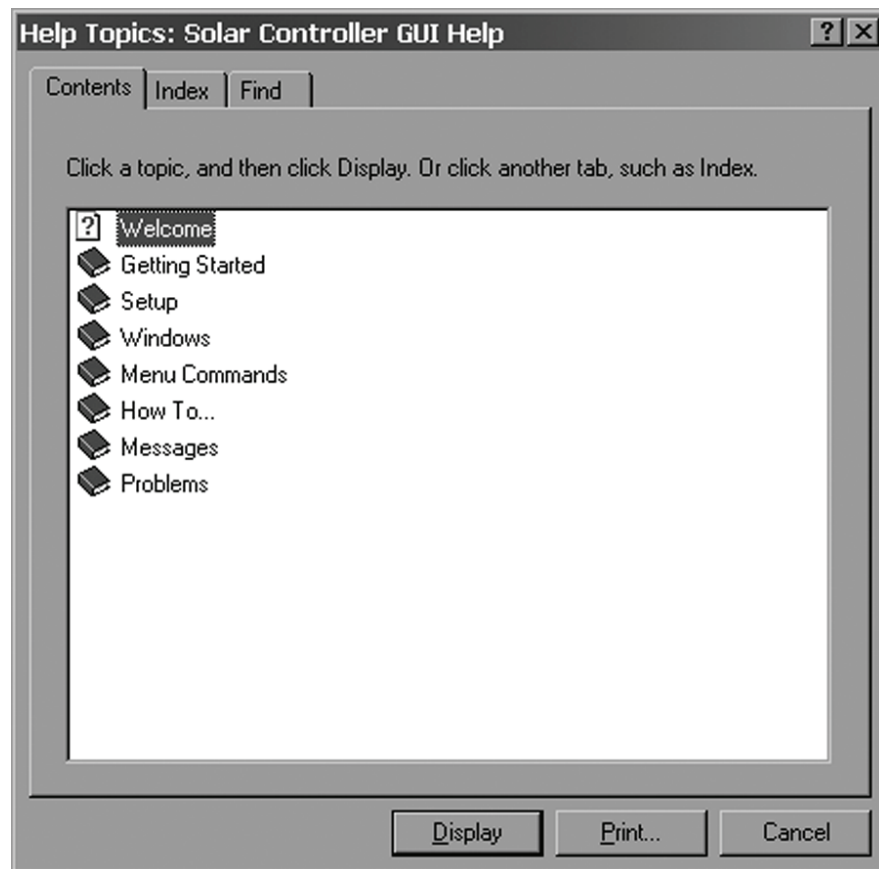 Help Topics: Solar Controller GUI Help
Contents Index Find
Click a topic, and then click Display. Or click another tab, such as Index.
Welcome
Getting Started
Setup
Windows
Menu Commands
How To...
Messages
Problems
Display Print... Cancel